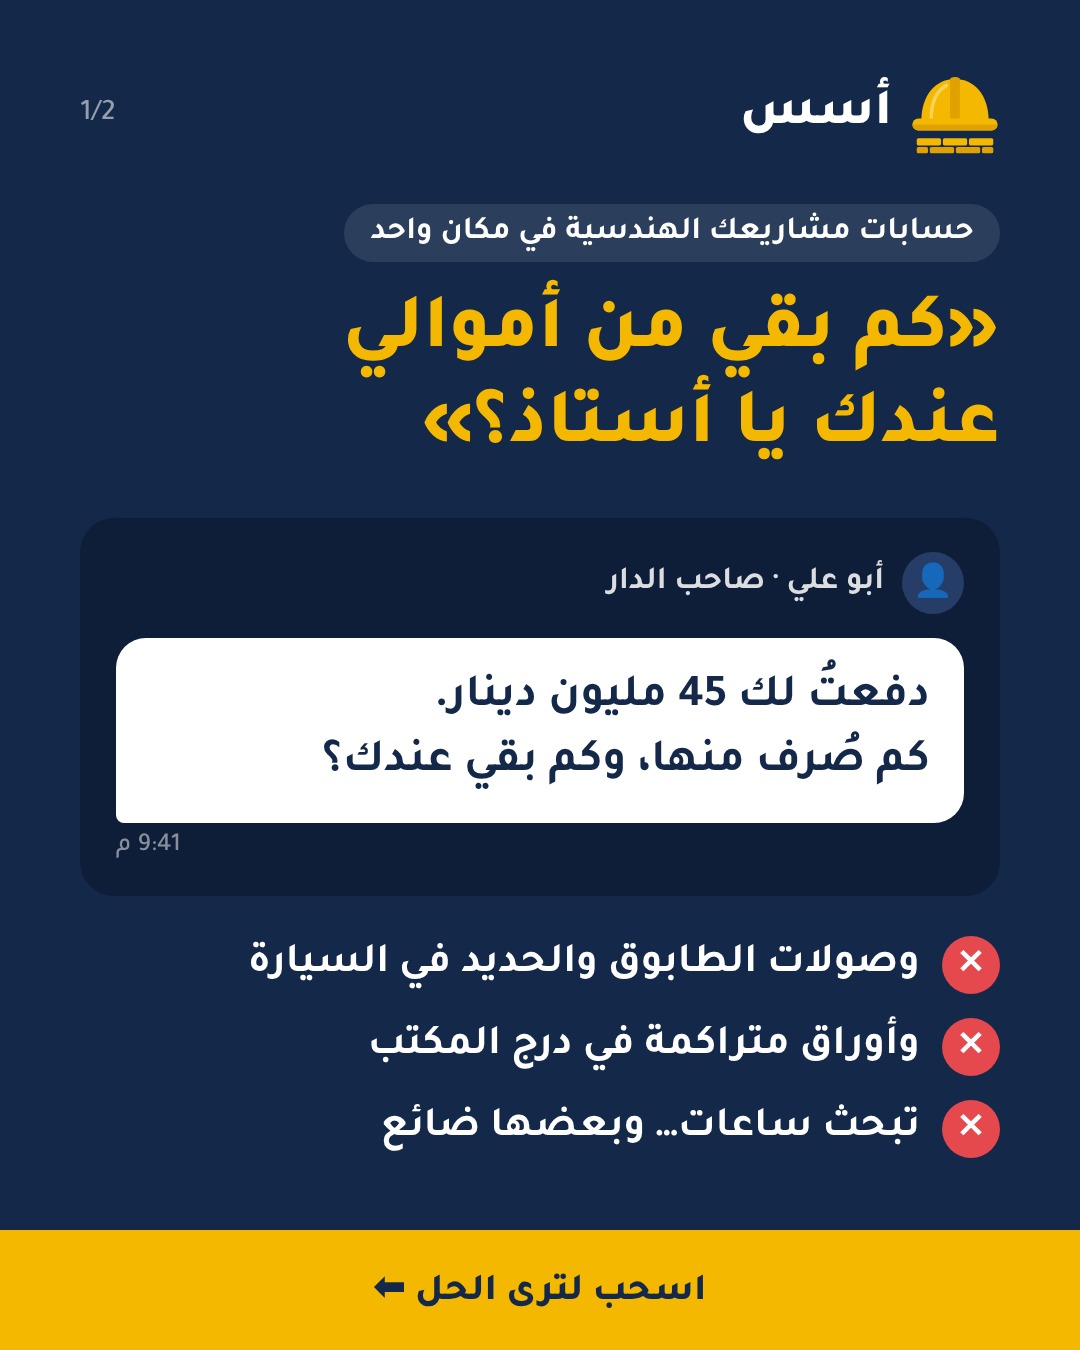 أسس
1/2
حسابات مشاريعك الهندسية في مكان واحد
«كم بقي من أموالي
عندك يا أستاذ؟»
أبو علي · صاحب الدار
دفعتُ لك 45 مليون دينار.
كم صُرف منها، وكم بقي عندك؟
9:41 م
وصولات الطابوق والحديد في السيارة
وأوراق متراكمة في درج المكتب
تبحث ساعات... وبعضها ضائع
اسحب لترى الحل ⬅